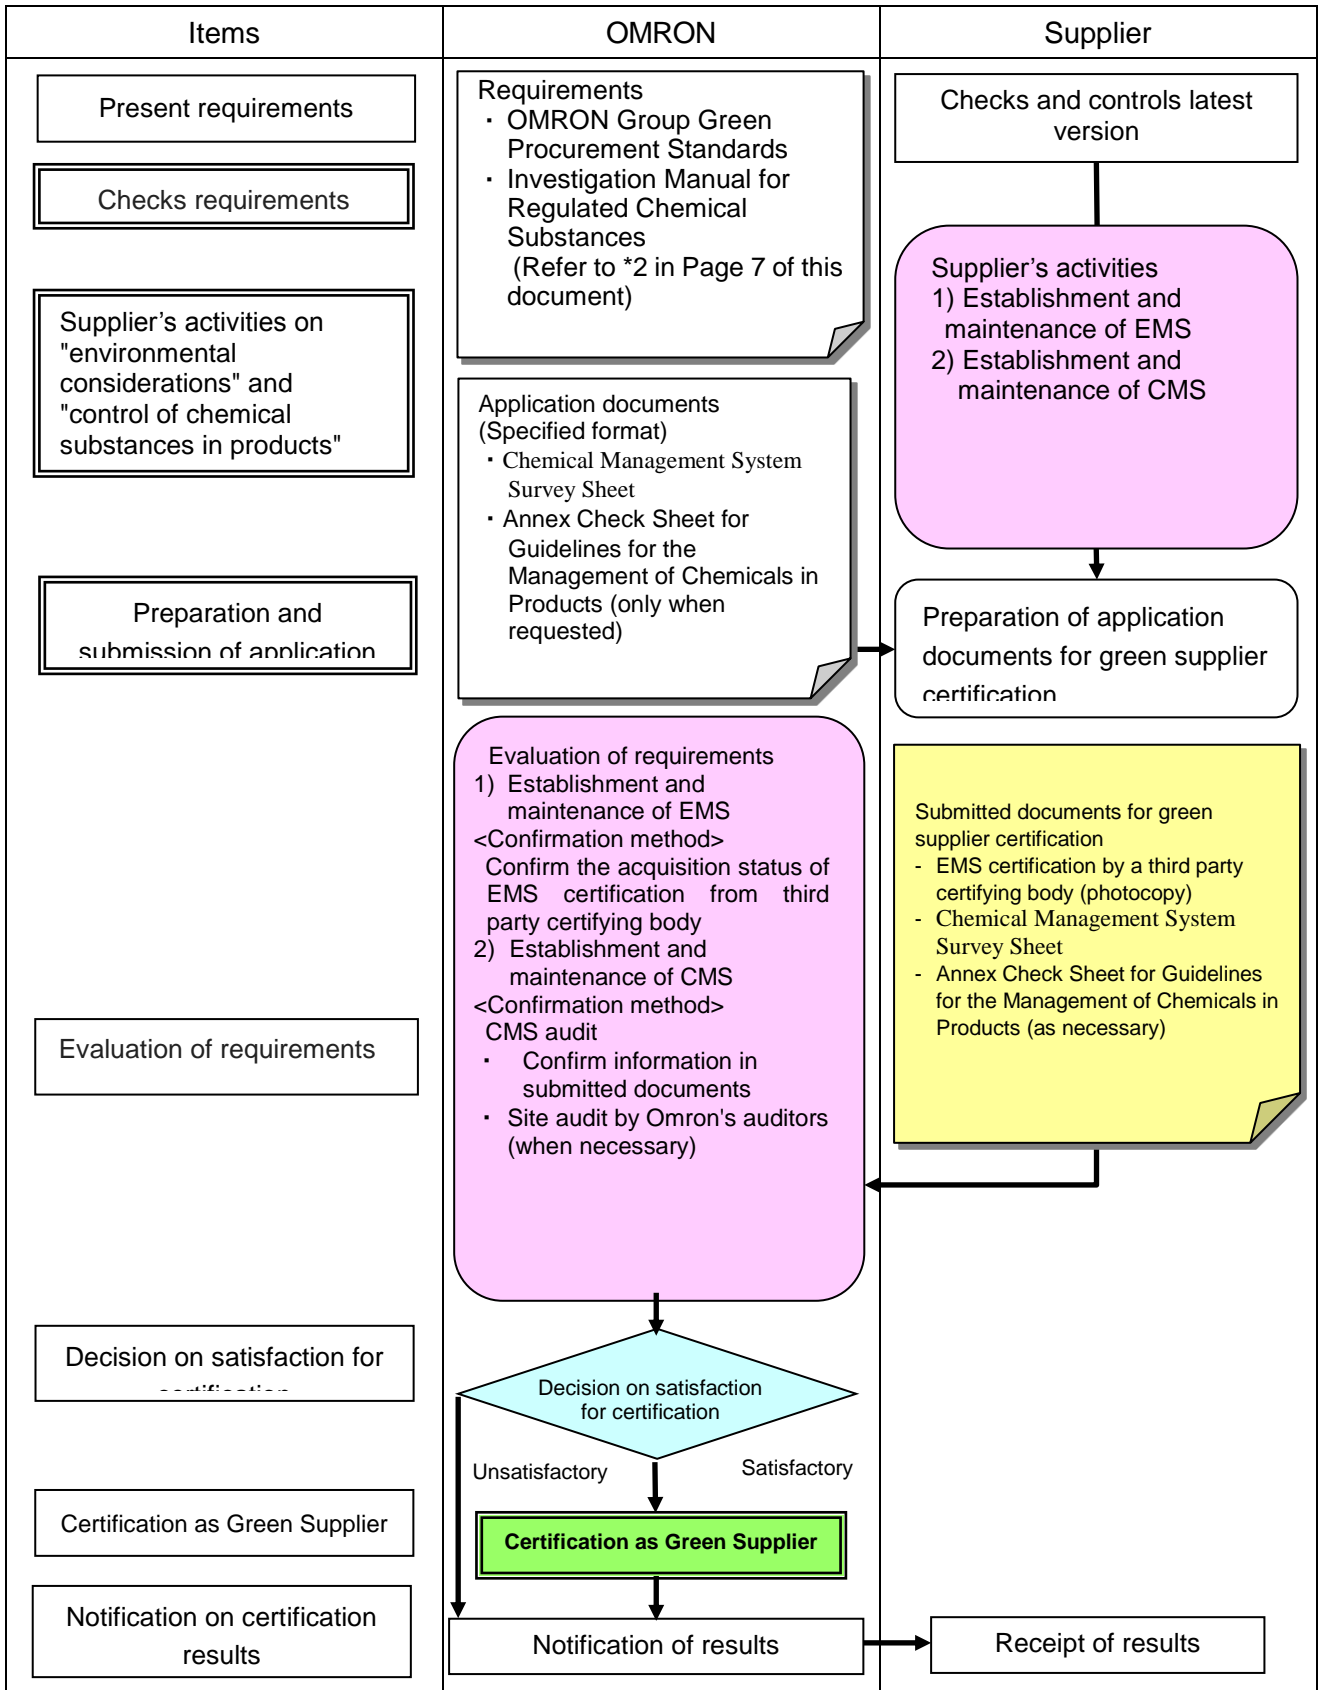 Items
OMRON
Supplier
Present requirements
Checks requirements
Supplier's activities on
"environmental
considerations" and
"control of chemical
substances in products"
Preparation and
submission of application
Evaluation of requirements
Decision on satisfaction for
certification
Certification as Green Supplier
Notification on certification
results
Requirements
・ OMRON Group Green
Procurement Standards
・ Investigation Manual for
Regulated Chemical
Substances
(Refer to *2 in Page 7 of this
document)
Application documents
(Specified format)
・Chemical Management System
Survey Sheet
・Annex Check Sheet for
Guidelines for the
Management of Chemicals in
Products (only when
requested)
Evaluation of requirements
1) Establishment and
maintenance of EMS
<Confirmation method>
Confirm the acquisition status of
EMS certification from third
party certifying body
2) Establishment and
maintenance of CMS
<Confirmation method>
CMS audit
・ Confirm information in
submitted documents
・ Site audit by Omron's auditors
(when necessary)
Decision on satisfaction
for certification
Unsatisfactory
Satisfactory
Certification as Green Supplier
Notification of results
Checks and controls latest
version
Supplier's activities
1) Establishment and
maintenance of EMS
2) Establishment and
maintenance of CMS
Preparation of application
documents for green supplier
certification
Submitted documents for green
supplier certification
- EMS certification by a third party
certifying body (photocopy)
- Chemical Management System
Survey Sheet
- Annex Check Sheet for Guidelines
for the Management of Chemicals in
Products (as necessary)
Receipt of results